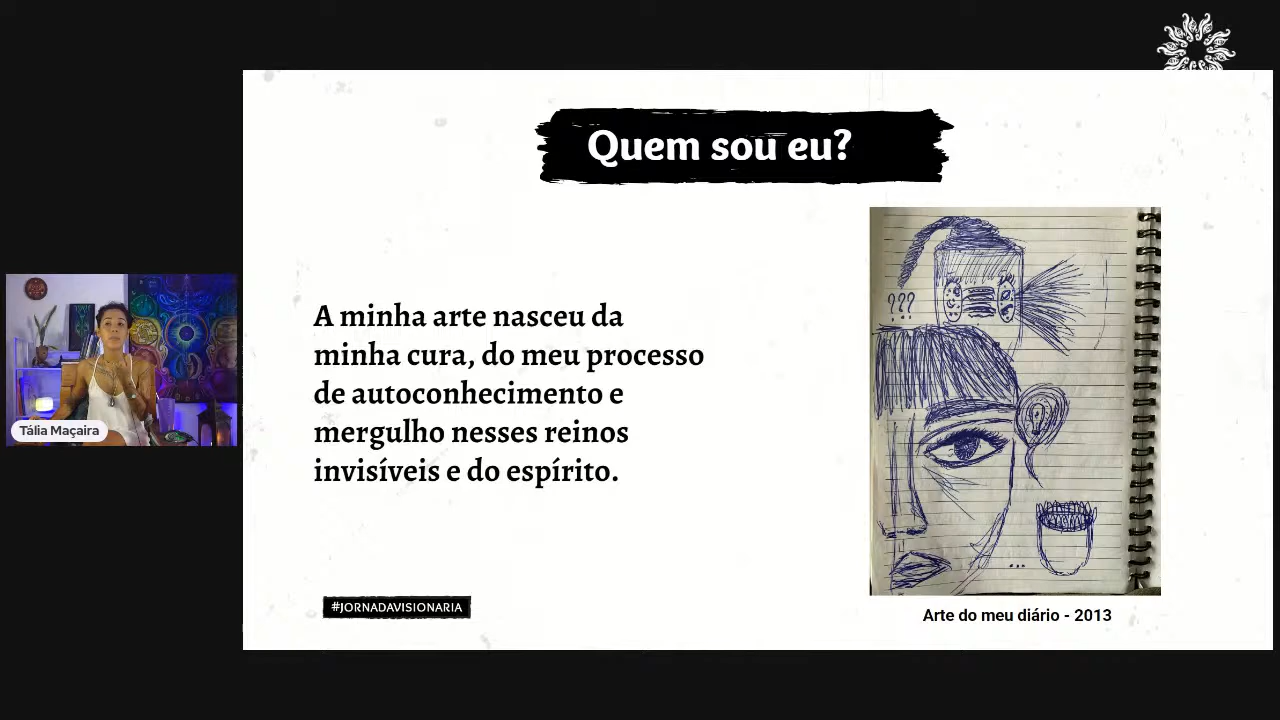 Quem sou eu?
A minha arte nasceu da
minha cura, do meu processo
de autoconhecimento e
mergulho nesses reinos
invisíveis e do espírito.
???
...
#JORNADAVISIONARIA
Arte do meu diário - 2013
Tália Maçaira